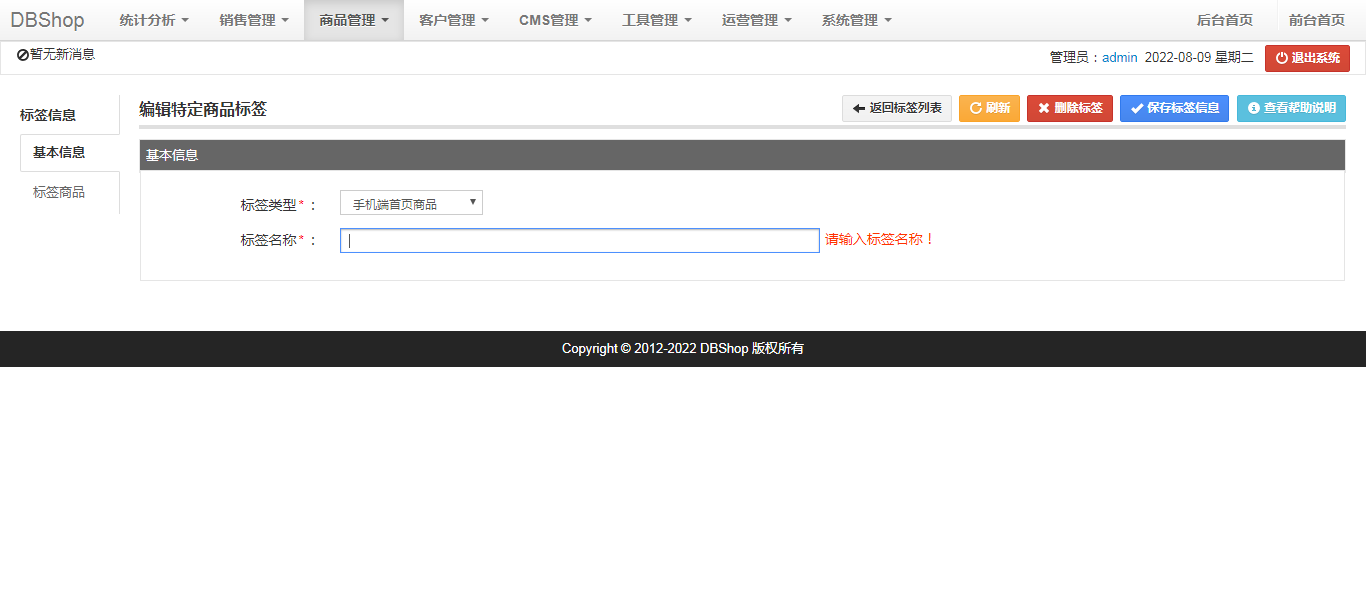 DBShop 统计分析 销售管理 商品管理 客户管理 CMS管理 工具管理 运营管理 系统管理 后台首页 前台首页
暂无新消息 管理员：admin 2022-08-09 星期二 退出系统
标签信息
基本信息
标签商品
编辑特定商品标签 返回标签列表 刷新 删除标签 保存标签信息 查看帮助说明
基本信息
标签类型*： 手机端首页商品
标签名称*： 请输入标签名称！
Copyright © 2012-2022 DBShop 版权所有